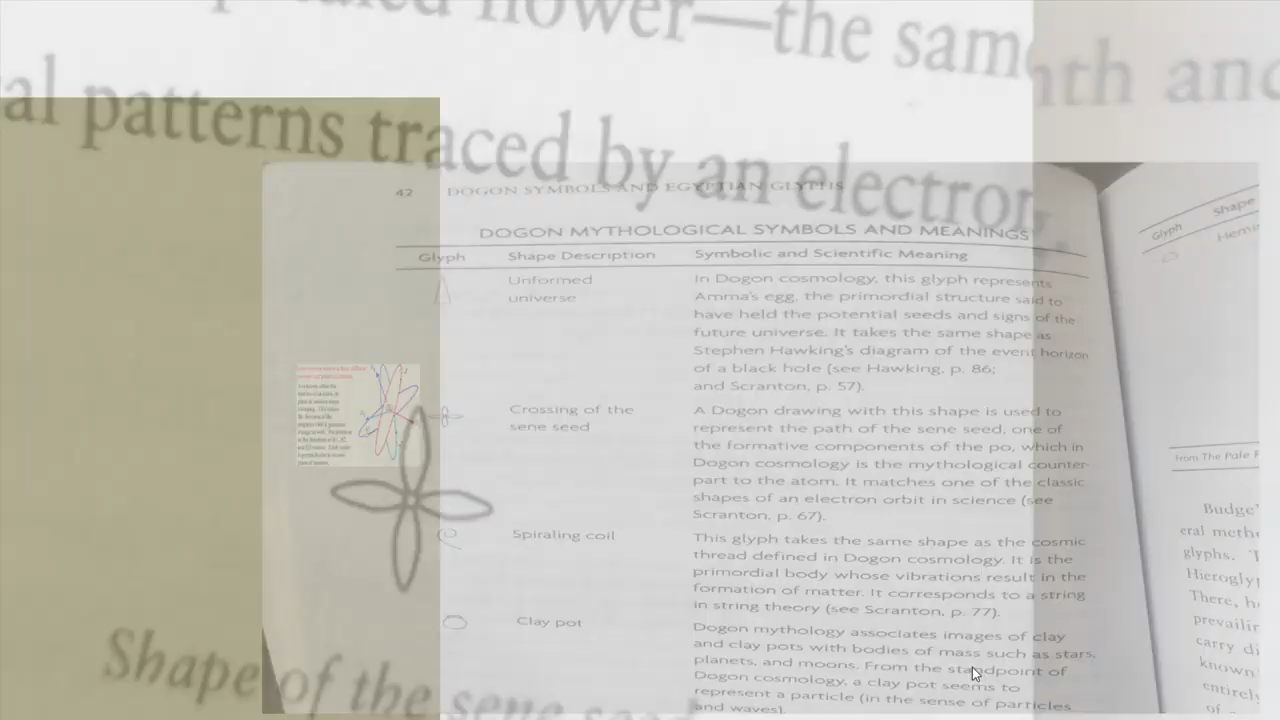 flower—the same
oth and
al patterns traced by an electron.
42 DOGON SYMBOLS AND EGYPTIAN GLYPHS
DOGON MYTHOLOGICAL SYMBOLS AND MEANINGS
Glyph Shape Description Symbolic and Scientific Meaning
Unformed
universe
In Dogon cosmology, this glyph represents
Amma's egg, the primordial structure said to
have held the potential seeds and signs of the
future universe. It takes the same shape as
Stephen Hawking's diagram of the event horizon
of a black hole (see Hawking, p. 86;
and Scranton, p. 57).
Crossing of the
sene seed
A Dogon drawing with this shape is used to
represent the path of the sene seed, one of
the formative components of the po, which in
Dogon cosmology is the mythological counter-
part to the atom. It matches one of the classic
shapes of an electron orbit in science (see
Scranton, p. 67).
Spiraling coil
This glyph takes the same shape as the cosmic
thread defined in Dogon cosmology. It is the
primordial body whose vibrations result in the
formation of matter. It corresponds to a string
in string theory (see Scranton, p. 77).
Clay pot
Dogon mythology associates images of clay
and clay pots with bodies of mass such as stars,
planets, and moons. From the standpoint of
Dogon cosmology, a clay pot seems to
represent a particle (in the sense of particles
and waves).
Shape of the sene seed
Glyph Shape
Hemi
From The Pale F
Budge'
eral meth
glyphs.
Hierogly
There, h
prevailin
carry di
known
entirel
of